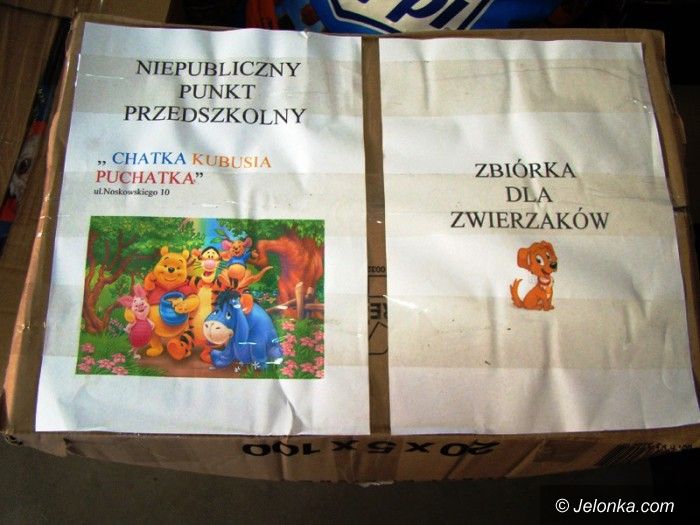 NIEPUBLICZNY
PUNKT
PRZEDSZKOLNY
„ CHATKA KUBUSIA
PUCHATKA”
ul.Noskowskiego 10
ZBIÓRKA
DLA
ZWIERZAKÓW
20 x 5 x 100
© Jelonka.com